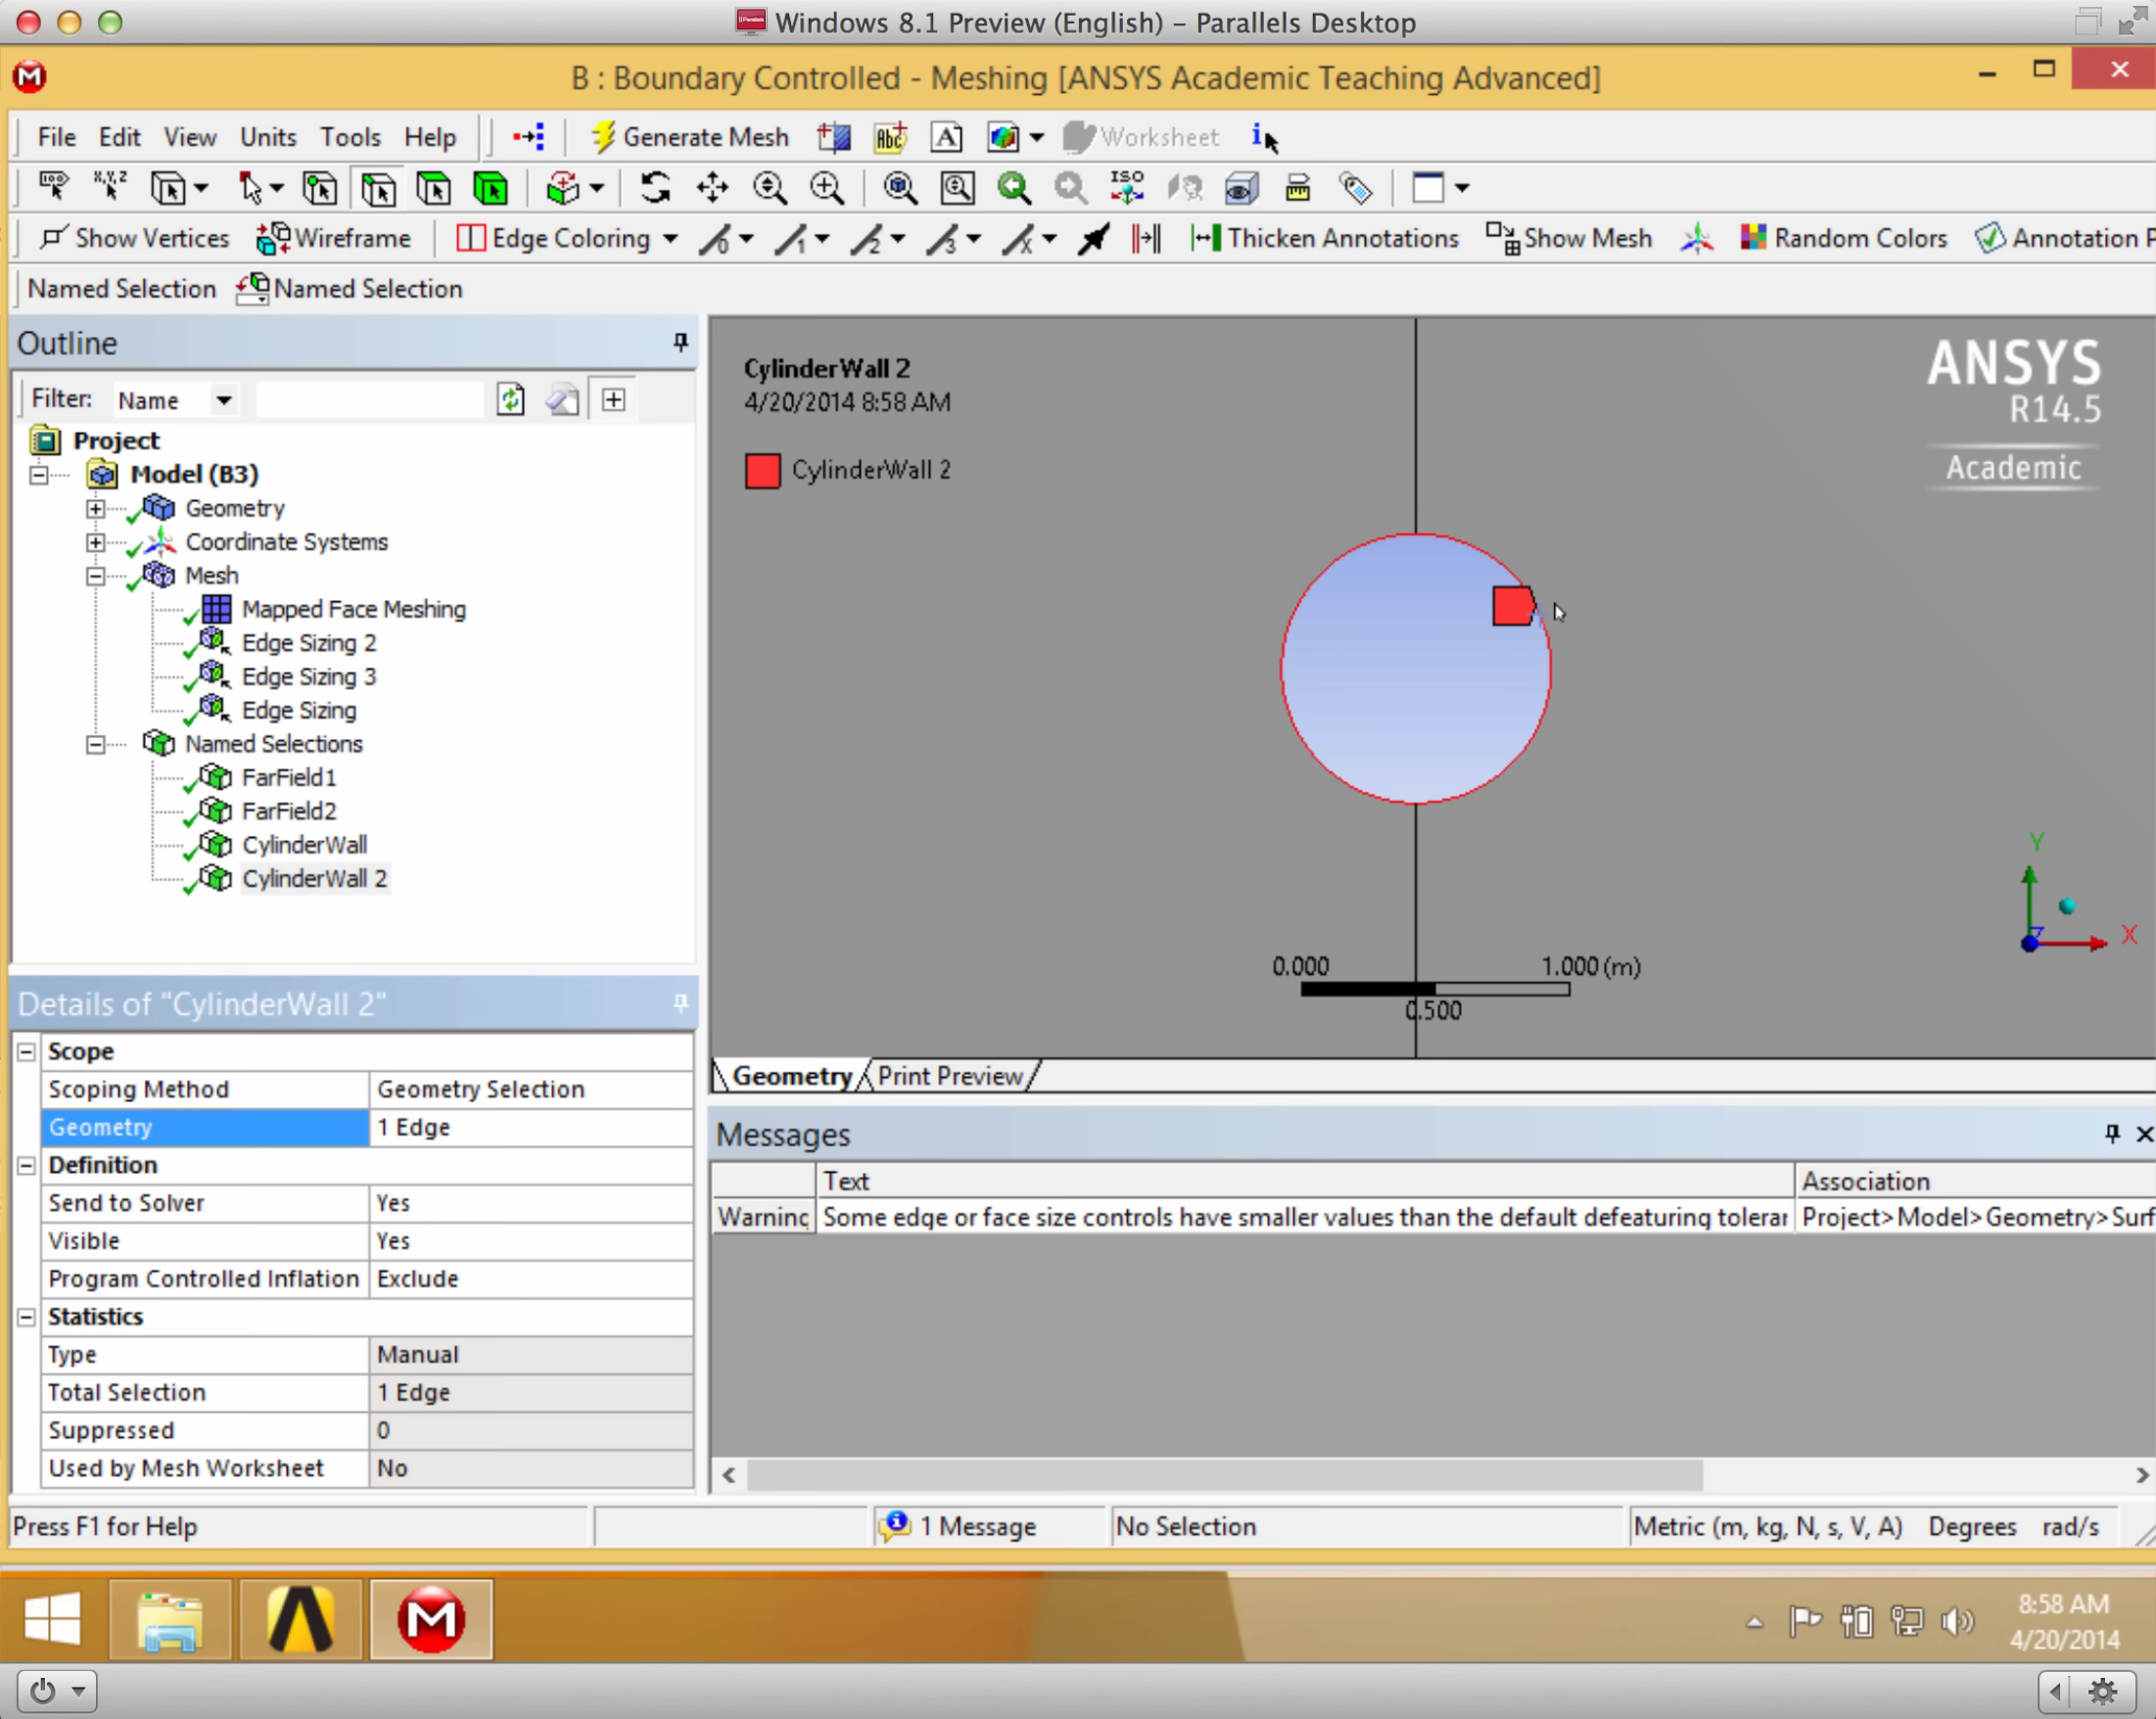 Windows 8.1 Preview (English) – Parallels Desktop
B : Boundary Controlled - Meshing [ANSYS Academic Teaching Advanced]
File Edit View Units Tools Help Generate Mesh Worksheet
ISO
Show Vertices Wireframe Edge Coloring Thicken Annotations Show Mesh Random Colors Annotation P
Named Selection Named Selection
Outline
Filter: Name
Project
Model (B3)
Geometry
Coordinate Systems
Mesh
Mapped Face Meshing
Edge Sizing 2
Edge Sizing 3
Edge Sizing
Named Selections
FarField1
FarField2
CylinderWall
CylinderWall 2
CylinderWall 2
4/20/2014 8:58 AM
CylinderWall 2
ANSYS
R14.5
Academic
Y
X
0.000 1.000 (m)
0.500
Geometry Print Preview
Details of "CylinderWall 2"
Scope
Scoping Method Geometry Selection
Geometry 1 Edge
Definition
Send to Solver Yes
Visible Yes
Program Controlled Inflation Exclude
Statistics
Type Manual
Total Selection 1 Edge
Suppressed 0
Used by Mesh Worksheet No
Messages
Text Association
Warning Some edge or face size controls have smaller values than the default defeaturing tolerar Project>Model>Geometry>Surf
Press F1 for Help 1 Message No Selection Metric (m, kg, N, s, V, A) Degrees rad/s
8:58 AM
4/20/2014